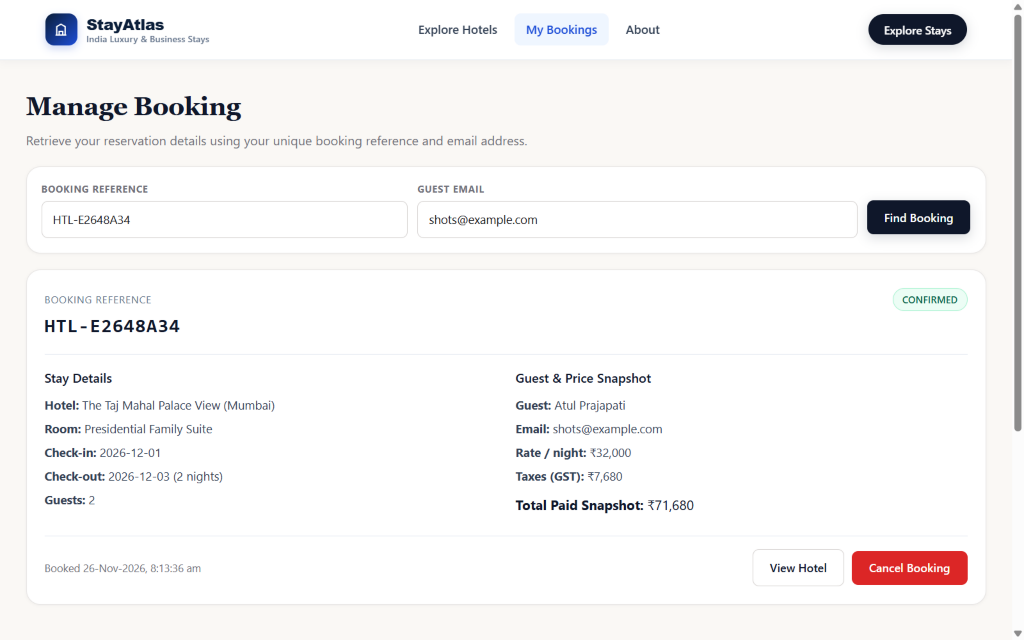 StayAtlas
India Luxury & Business Stays
Explore Hotels
My Bookings
About
Explore Stays
Manage Booking
Retrieve your reservation details using your unique booking reference and email address.
BOOKING REFERENCE
GUEST EMAIL
HTL-E2648A34
shots@example.com
Find Booking
BOOKING REFERENCE
CONFIRMED
HTL-E2648A34
Stay Details
Hotel: The Taj Mahal Palace View (Mumbai)
Room: Presidential Family Suite
Check-in: 2026-12-01
Check-out: 2026-12-03 (2 nights)
Guests: 2
Guest & Price Snapshot
Guest: Atul Prajapati
Email: shots@example.com
Rate / night: ₹32,000
Taxes (GST): ₹7,680
Total Paid Snapshot: ₹71,680
Booked 26-Nov-2026, 8:13:36 am
View Hotel
Cancel Booking